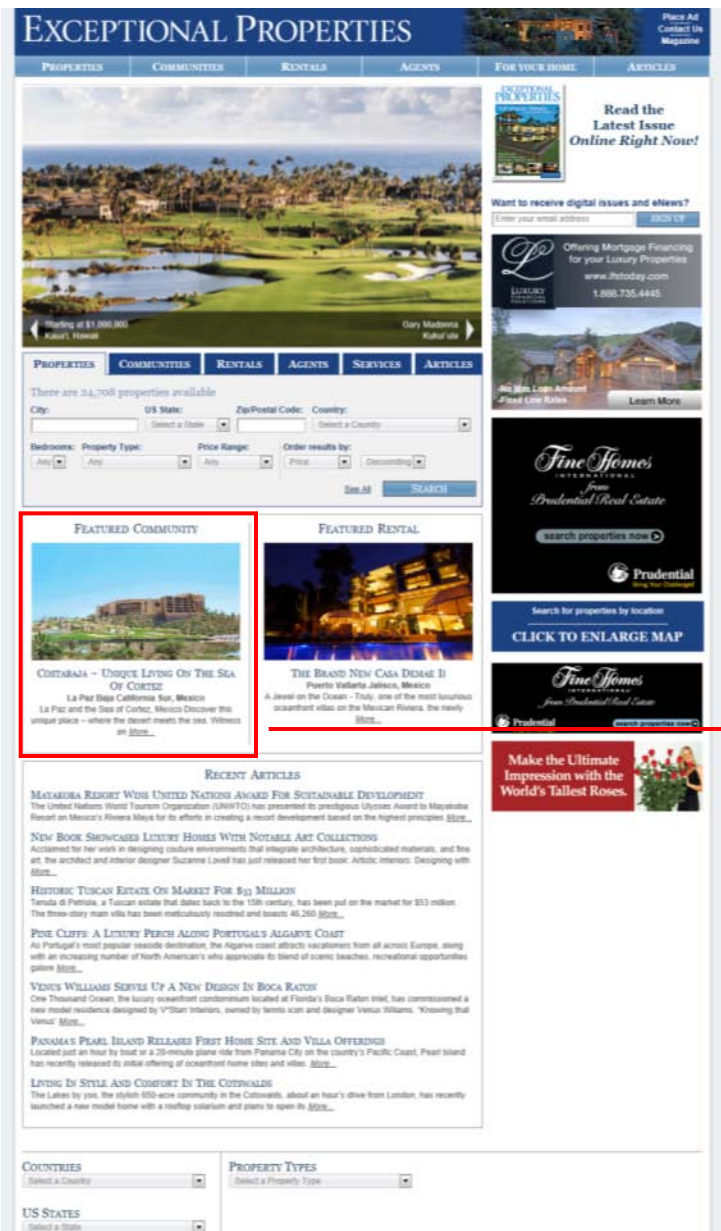 EXCEPTIONAL PROPERTIES
Place Ad
Contact Us
Magazine
PROPERTIES COMMUNITIES RENTALS AGENTS FOR YOUR HOME ARTICLES
EXCEPTIONAL
PROPERTIES
Read the
Latest Issue
Online Right Now!
Want to receive digital issues and eNews?
Enter your email address SIGN UP
Offering Mortgage Financing
for your Luxury Properties
www.lfstoday.com
1.888.735.4445
LUXURY
FINANCIAL
SOLUTIONS
-No Max Loan Amount
-Fixed Line Rates
Learn More
Starting at $1,000,000
Kaua'i, Hawaii
Gary Madonna
Kukui'ula
PROPERTIES COMMUNITIES RENTALS AGENTS SERVICES ARTICLES
There are 24,708 properties available
City: US State: Zip/Postal Code: Country:
Select a State Select a Country
Bedrooms: Property Type: Price Range: Order results by:
Any Any Any Price Descending
See All SEARCH
Fine Homes
INTERNATIONAL
from
Prudential Real Estate
search properties now
Prudential
Bring Your Challenges
FEATURED COMMUNITY
COSTABAJA ~ UNIQUE LIVING ON THE SEA
OF CORTEZ
La Paz Baja California Sur, Mexico
La Paz and the Sea of Cortez, Mexico Discover this
unique place – where the desert meets the sea. Witness
an More...
FEATURED RENTAL
THE BRAND NEW CASA DEMAE II
Puerto Vallarta Jalisco, Mexico
A Jewel on the Ocean - Truly, one of the most luxurious
oceanfront villas on the Mexican Riviera, the newly
More...
Search for properties by location
CLICK TO ENLARGE MAP
Fine Homes
INTERNATIONAL
from Prudential Real Estate
Prudential
search properties now
Make the Ultimate
Impression with the
World's Tallest Roses.
RECENT ARTICLES
MAYAKOBA RESORT WINS UNITED NATIONS AWARD FOR SUSTAINABLE DEVELOPMENT
The United Nations World Tourism Organization (UNWTO) has presented its prestigious Ulysses Award to Mayakoba
Resort on Mexico's Riviera Maya for its efforts in creating a resort development based on the highest principles More...
NEW BOOK SHOWCASES LUXURY HOMES WITH NOTABLE ART COLLECTIONS
Acclaimed for her work in designing couture environments that integrate architecture, sophisticated materials, and fine
art, the architect and interior designer Suzanne Lovell has just released her first book: Artistic Interiors: Designing with
More...
HISTORIC TUSCAN ESTATE ON MARKET FOR $53 MILLION
Tenuta di Petriola, a Tuscan estate that dates back to the 15th century, has been put on the market for $53 million.
The three-story main villa has been meticulously resotred and boasts 46,260 More...
PINE CLIFFS: A LUXURY PERCH ALONG PORTUGAL'S ALGARVE COAST
As Portugal's most popular seaside destination, the Algarve coast attracts vacationers from all across Europe, along
with an increasing number of North American's who appreciate its blend of scenic beaches, recreational opportunities
galore More...
VENUS WILLIAMS SERVES UP A NEW DESIGN IN BOCA RATON
One Thousand Ocean, the luxury oceanfront condominium located at Florida's Boca Raton Inlet, has commissioned a
new model residence designed by V*Starr Interiors, owned by tennis icon and designer Venus Williams. "Knowing that
Venus' More...
PANAMA'S PEARL ISLAND RELEASES FIRST HOME SITE AND VILLA OFFERINGS
Located just an hour by boat or a 20-minute plane ride from Panama City on the country's Pacific Coast, Pearl Island
has recently released its initial offering of oceanfront home sites and villas. More...
LIVING IN STYLE AND COMFORT IN THE COTSWALDS
The Lakes by yoo, the stylish 650-acre community in the Cotswalds, about an hour's drive from London, has recently
launched a new model home with a rooftop solarium and plans to open its More...
COUNTRIES
Select a Country
PROPERTY TYPES
Select a Property Type
US STATES
Select a State